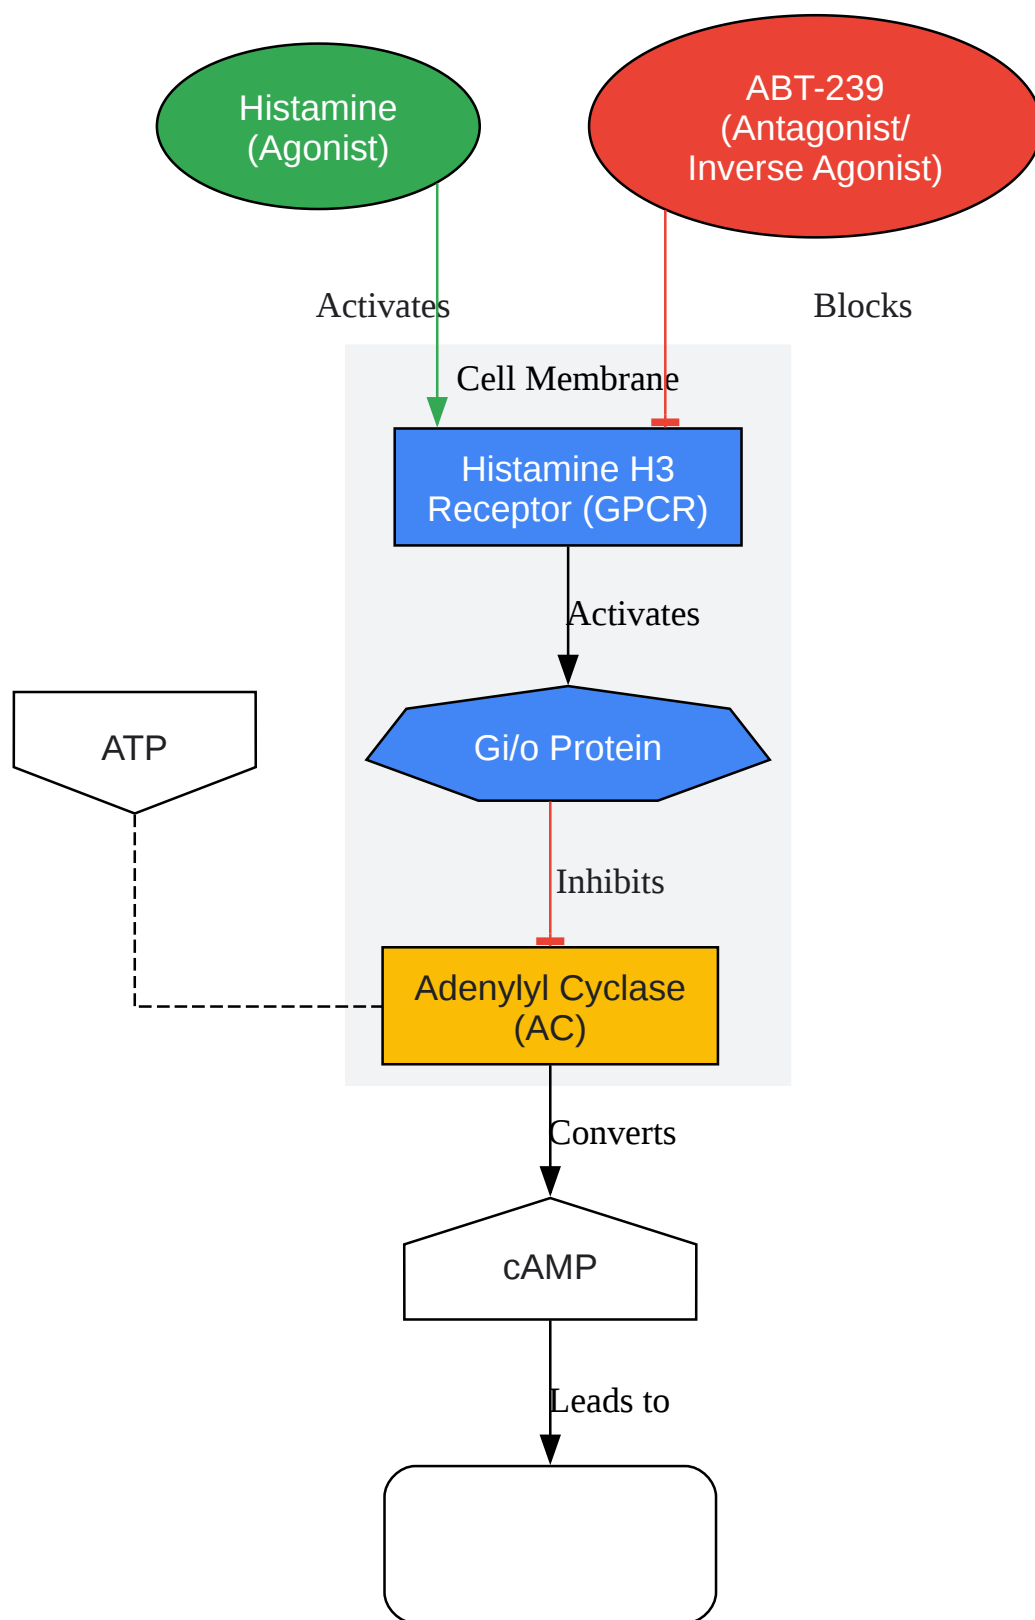 Histamine
(Agonist)
ABT-239
(Antagonist/
Inverse Agonist)
Activates
Blocks
Cell Membrane
Histamine H3
Receptor (GPCR)
Activates
ATP
Gi/o Protein
Inhibits
Adenylyl Cyclase
(AC)
Converts
cAMP
Leads to